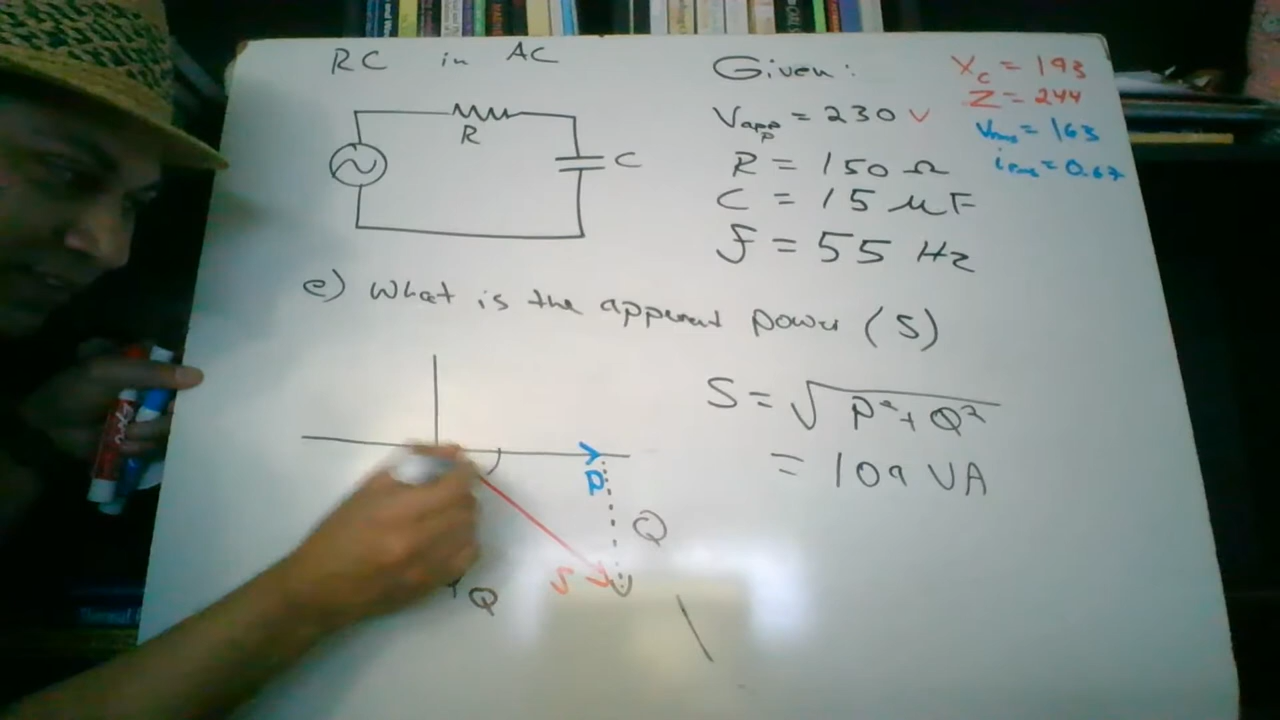 RC in AC
R
C
Given:
Vapp p = 230 V
R = 150 Ω
C = 15 μF
f = 55 Hz
Xc = 193
Z = 244
Vrms = 163
irms = 0.67
e) What is the apparent power (S)
P
Q
S
Q
S = √P²+Q²
= 109 VA